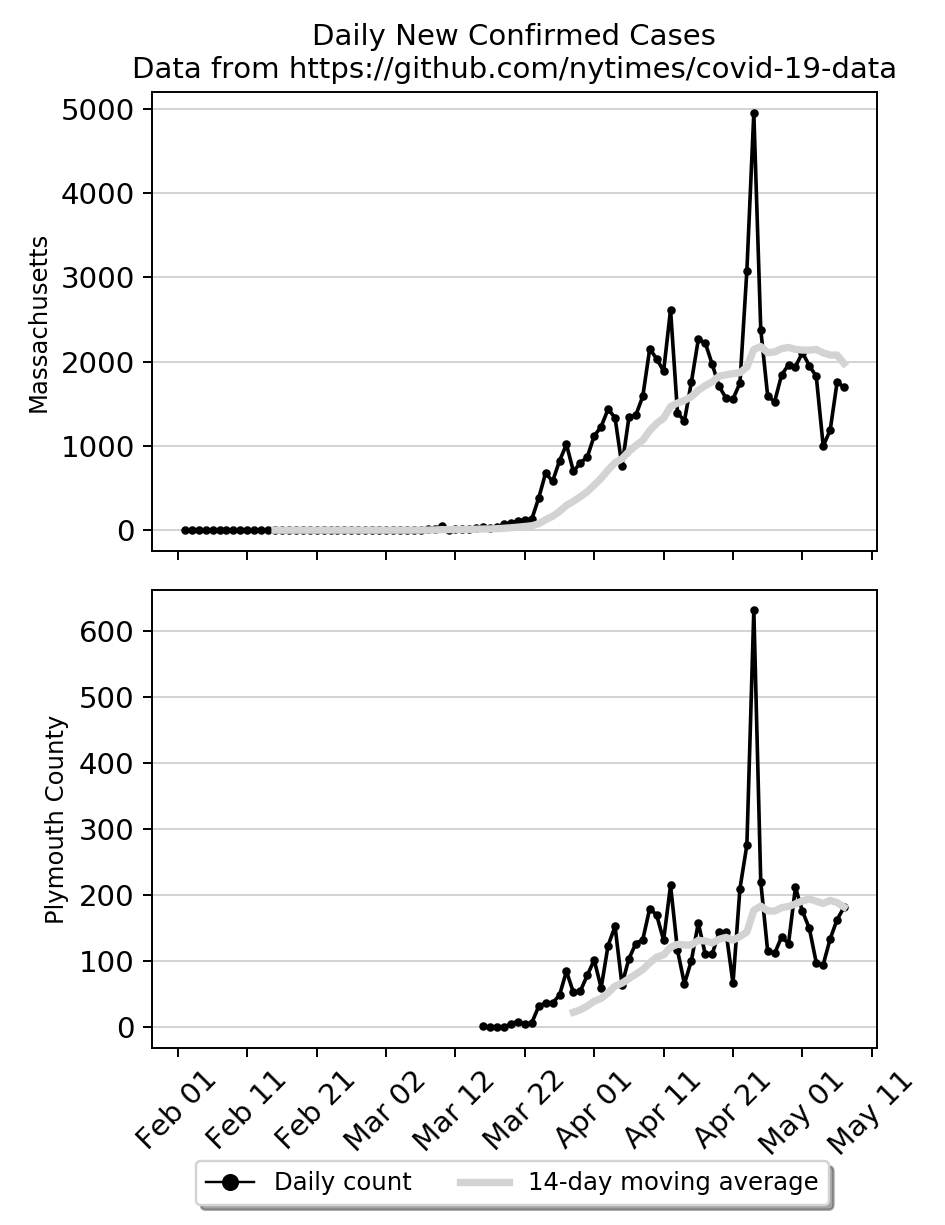 Daily New Confirmed Cases
Data from https://github.com/nytimes/covid-19-data
5000
4000
3000
2000
1000
0
Massachusetts
600
500
400
300
200
100
0
Plymouth County
Feb 01
Feb 11
Feb 21
Mar 02
Mar 12
Mar 22
Apr 01
Apr 11
Apr 21
May 01
May 11
Daily count
14-day moving average